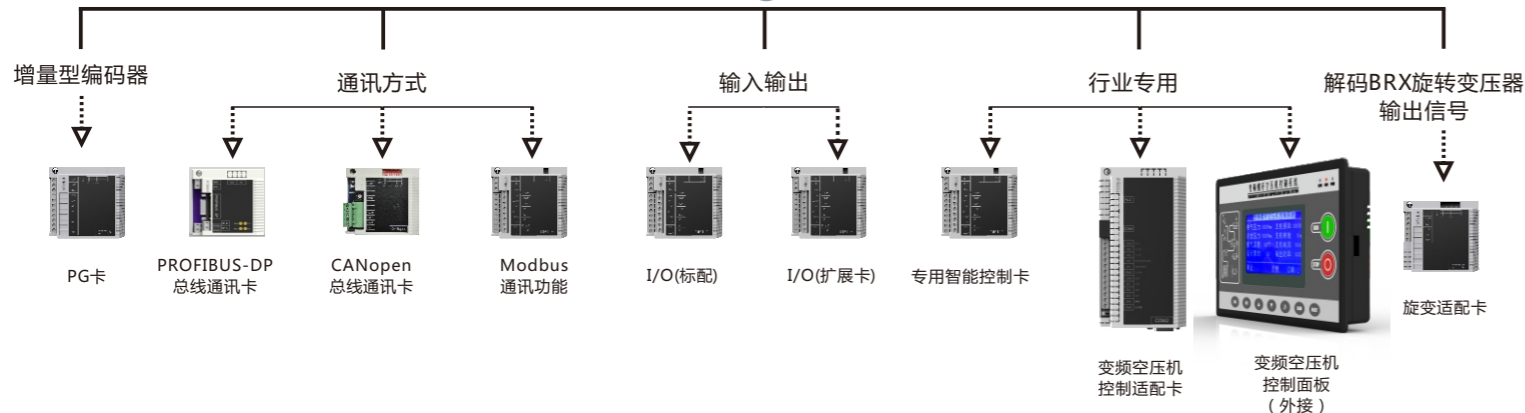 增量型编码器
通讯方式
输入输出
行业专用
解码BRX旋转变压器
输出信号
PG卡
PROFIBUS-DP
总线通讯卡
CANopen
总线通讯卡
Modbus
通讯功能
I/O(标配)
I/O(扩展卡)
专用智能控制卡
变频空压机
控制适配卡
变频空压机
控制面板
（外接）
旋变适配卡